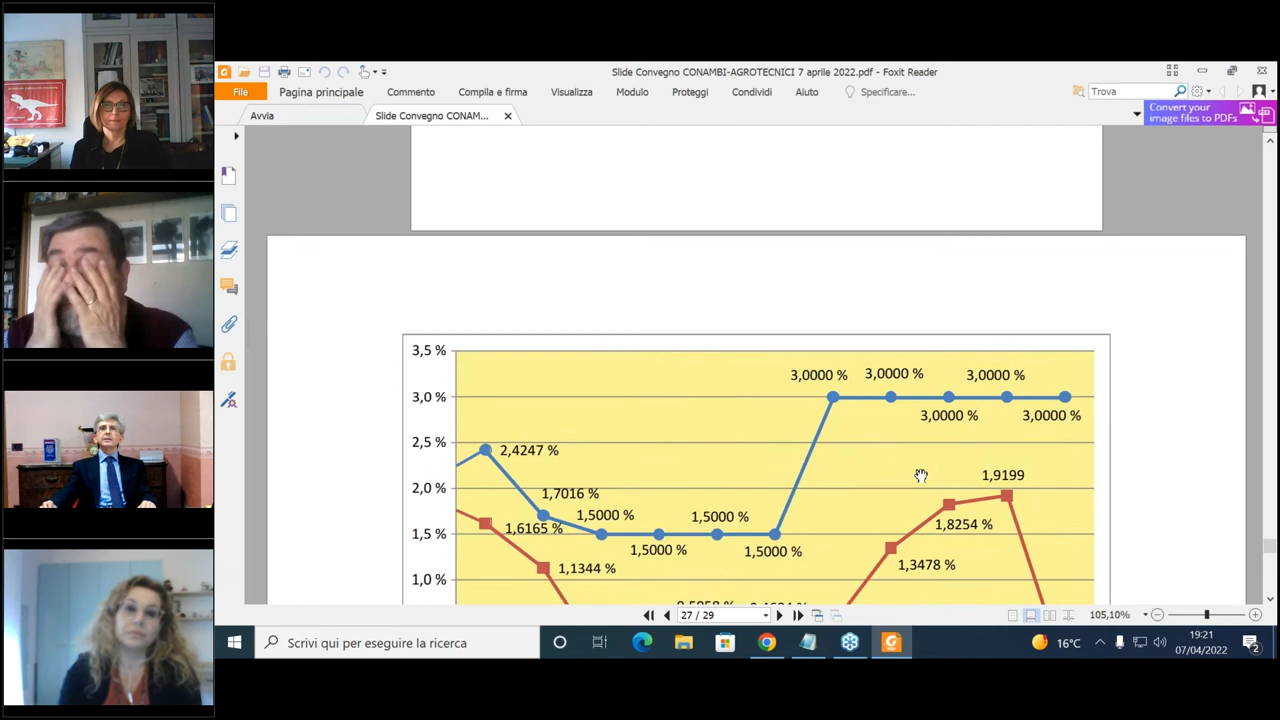 Slide Convegno CONAMBI-AGROTECNICI 7 aprile 2022.pdf - Foxit Reader
File Pagina principale Commento Compila e firma Visualizza Modulo Proteggi Condividi Aiuto Specificare... Trova
Avvia Slide Convegno CONAM...
Convert your
image files to PDFs
3,5 %
3,0000 % 3,0000 % 3,0000 %
3,0 %
3,0000 % 3,0000 %
2,5 %
2,4247 %
2,0 %
1,9199
1,7016 %
1,5000 % 1,5000 %
1,6165 % 1,8254 %
1,5 %
1,5000 % 1,5000 %
1,1344 % 1,3478 %
1,0 %
27 / 29 105,10%
Scrivi qui per eseguire la ricerca
16°C
19:21
07/04/2022
2